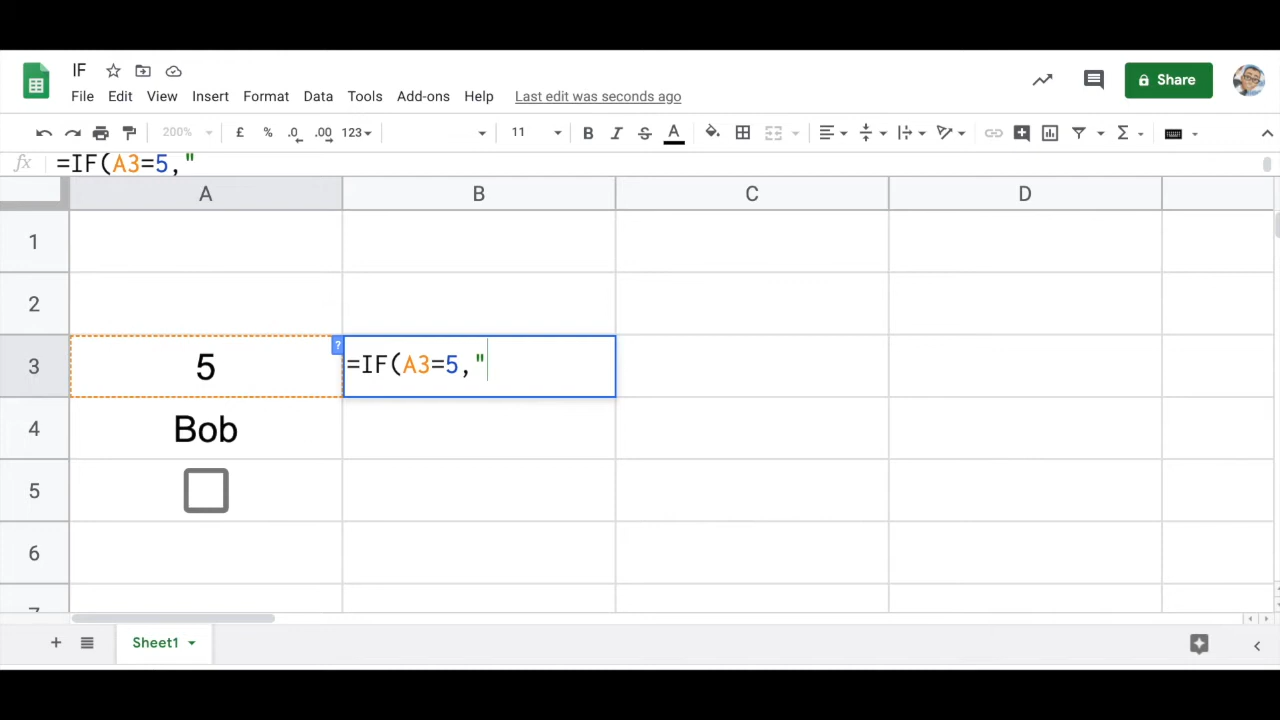 IF
File Edit View Insert Format Data Tools Add-ons Help Last edit was seconds ago
Share
200% £ % .0 .00 123 11 B I S A Σ
fx =IF(A3=5,"
A B C D
1
2
3 5 ? =IF(A3=5,"
4 Bob
5
6
7
+ Sheet1